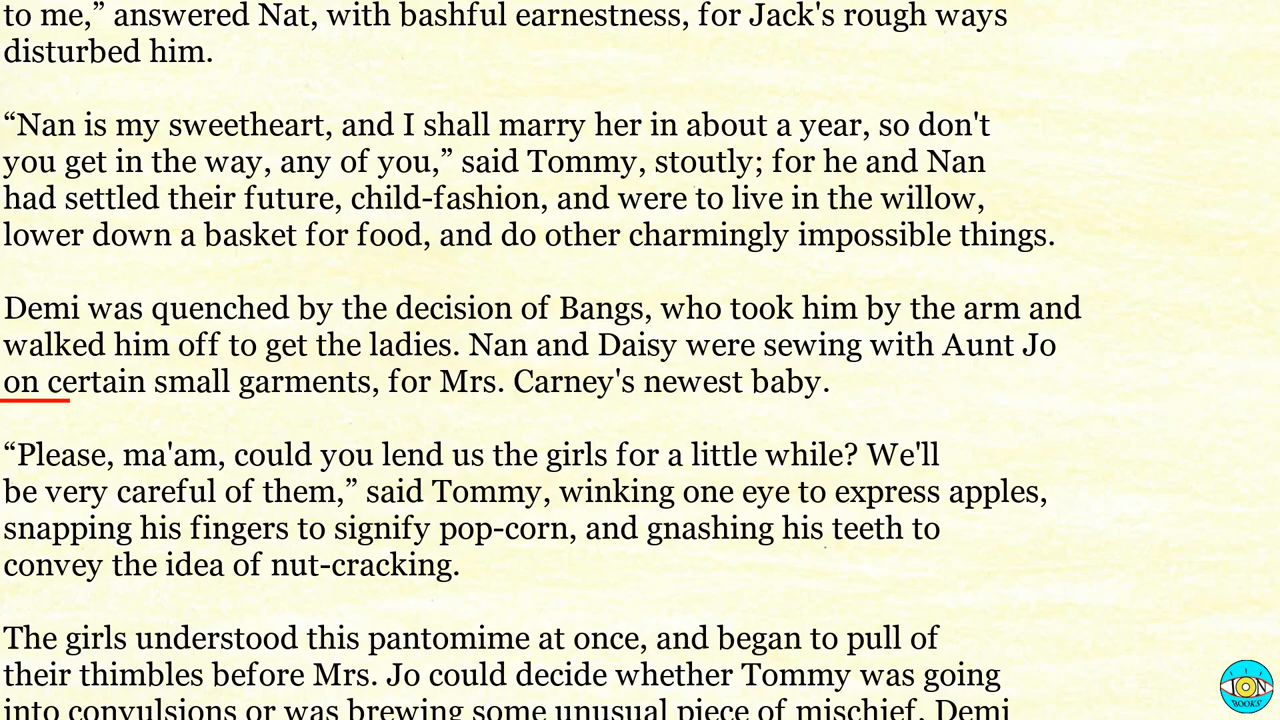 to me,” answered Nat, with bashful earnestness, for Jack's rough ways
disturbed him.
“Nan is my sweetheart, and I shall marry her in about a year, so don't
you get in the way, any of you,” said Tommy, stoutly; for he and Nan
had settled their future, child-fashion, and were to live in the willow,
lower down a basket for food, and do other charmingly impossible things.
Demi was quenched by the decision of Bangs, who took him by the arm and
walked him off to get the ladies. Nan and Daisy were sewing with Aunt Jo
on certain small garments, for Mrs. Carney's newest baby.
“Please, ma'am, could you lend us the girls for a little while? We'll
be very careful of them,” said Tommy, winking one eye to express apples,
snapping his fingers to signify pop-corn, and gnashing his teeth to
convey the idea of nut-cracking.
The girls understood this pantomime at once, and began to pull of
their thimbles before Mrs. Jo could decide whether Tommy was going
into convulsions or was brewing some unusual piece of mischief. Demi
ION
BOOKS